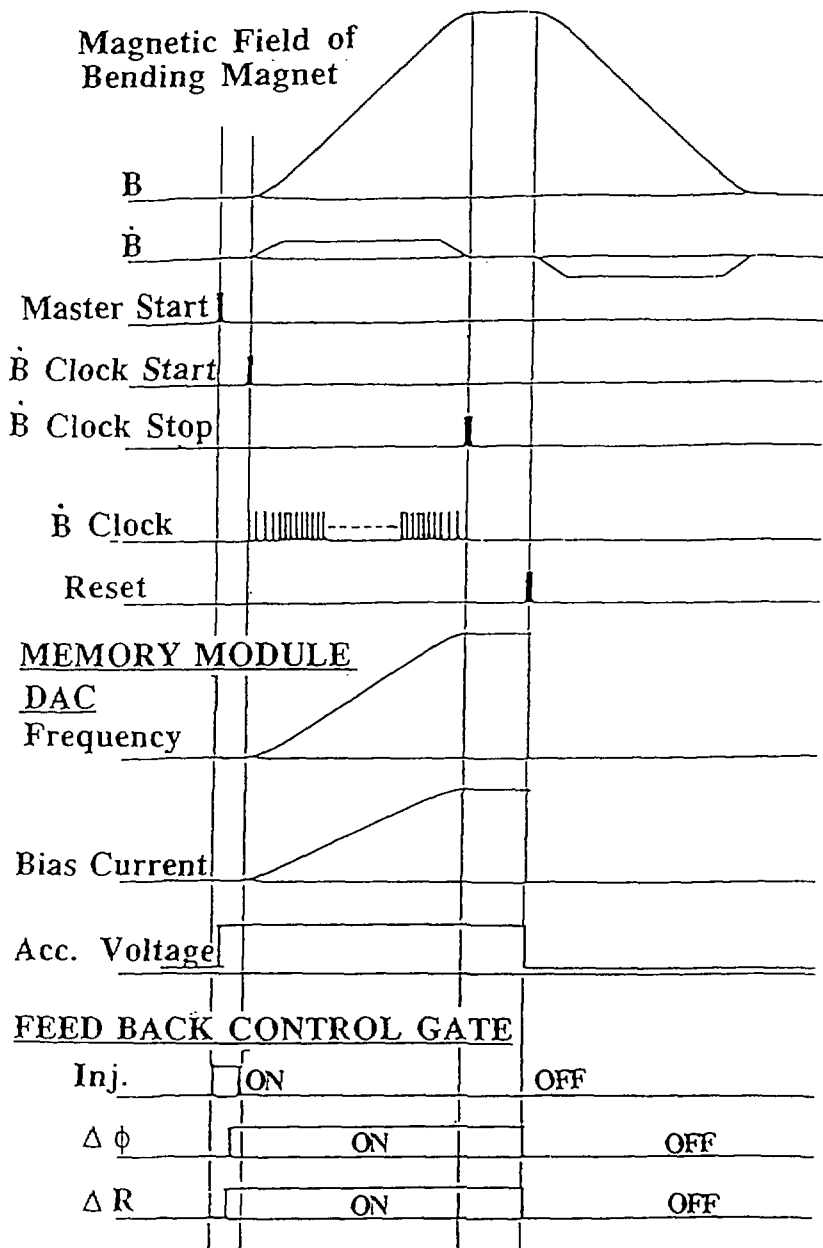 Magnetic Field of
Bending Magnet
B
Ḃ
Master Start
Ḃ Clock Start
Ḃ Clock Stop
Ḃ Clock
Reset
MEMORY MODULE
DAC
Frequency
Bias Current
Acc. Voltage
FEED BACK CONTROL GATE
Inj. ON OFF
Δ ϕ ON OFF
Δ R ON OFF